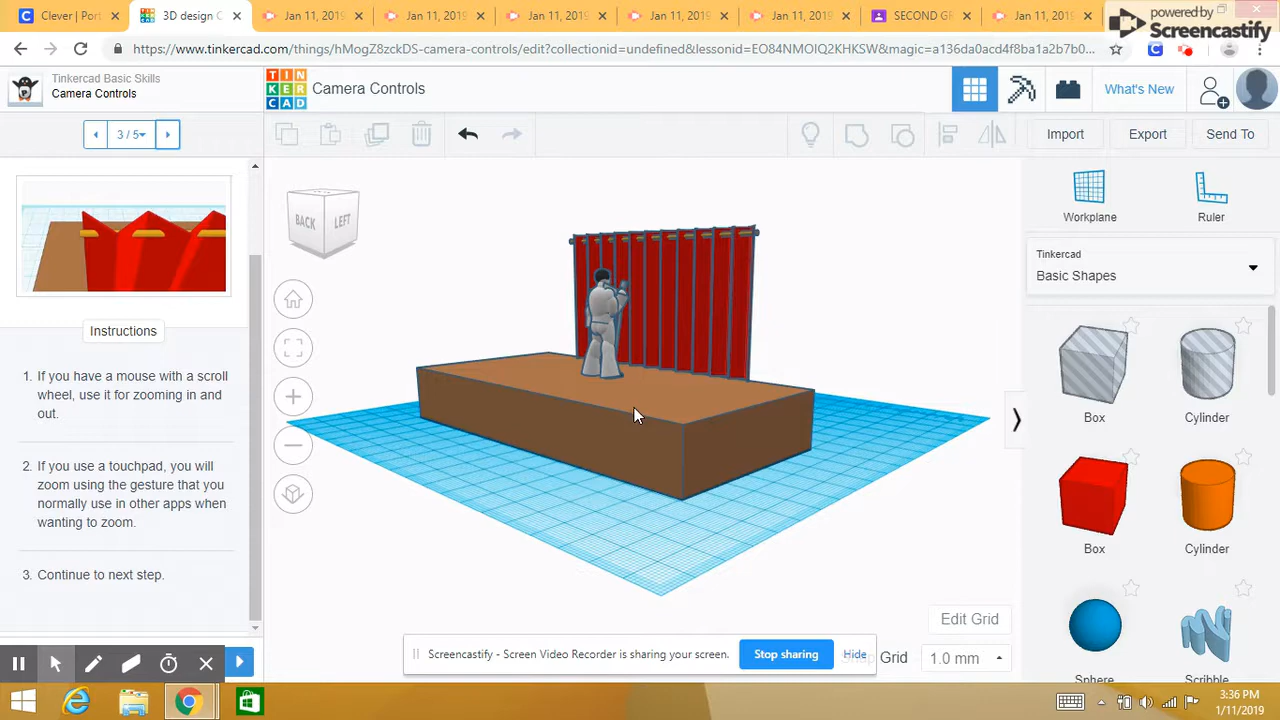 Clever | Port
3D design C
Jan 11, 2019
Jan 11, 2019
Jan 11, 2019
Jan 11, 2019
Jan 11, 2019
SECOND GR
Jan 11, 2019
powered by
Screencastify
https://www.tinkercad.com/things/hMogZ8zckDS-camera-controls/edit?collectionid=undefined&lessonid=EO84NMOIQ2KHKSW&magic=a136da0acd4f8ba1a2b7b0...
Tinkercad Basic Skills
Camera Controls
TIN
KER
CAD
Camera Controls
What's New
3 / 5
Import
Export
Send To
BACK
LEFT
Workplane
Ruler
Tinkercad
Basic Shapes
Instructions
1. If you have a mouse with a scroll
wheel, use it for zooming in and
out.
2. If you use a touchpad, you will
zoom using the gesture that you
normally use in other apps when
wanting to zoom.
3. Continue to next step.
Box
Cylinder
Box
Cylinder
Sphere
Scribble
Edit Grid
Grid
1.0 mm
Screencastify - Screen Video Recorder is sharing your screen.
Stop sharing
Hide
3:36 PM
1/11/2019